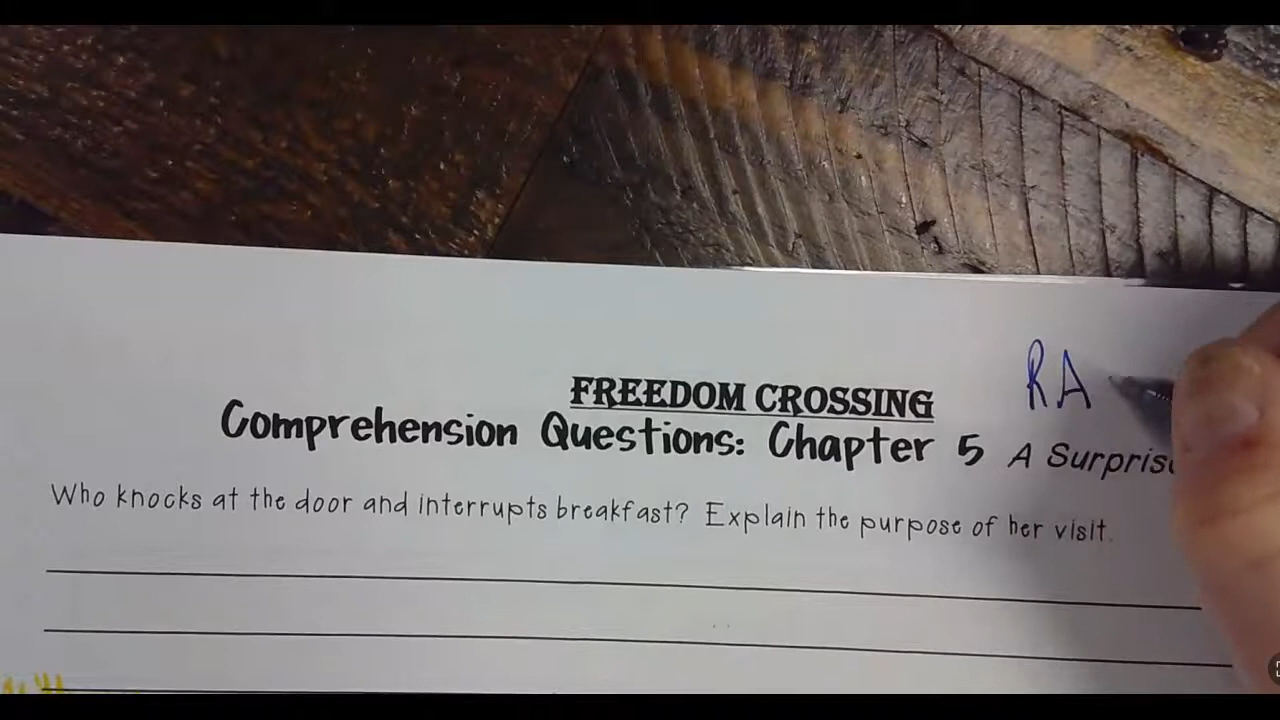 RA
FREEDOM CROSSING
Comprehension Questions: Chapter 5 A Surpris
Who knocks at the door and interrupts breakfast? Explain the purpose of her visit.